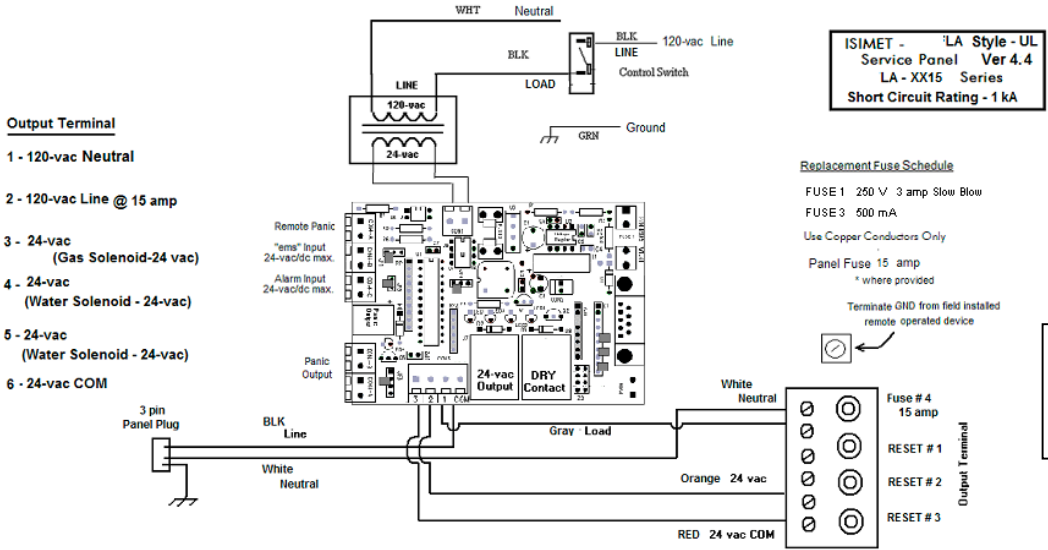 WHT Neutral
BLK
LINE
120-vac Line
BLK
Control Switch
LOAD
LINE
120-vac
24-vac
GRN
Ground
ISIMET - 'LA Style - UL
Service Panel Ver 4.4
LA - XX15 Series
Short Circuit Rating - 1 kA
Output Terminal
1 - 120-vac Neutral
2 - 120-vac Line @ 15 amp
3 - 24-vac
(Gas Solenoid-24 vac)
4 - 24-vac
(Water Solenoid - 24-vac)
5 - 24-vac
(Water Solenoid - 24-vac)
6 - 24-vac COM
Replacement Fuse Schedule
FUSE 1 250 V 3 amp Slow Blow
FUSE 3 500 mA
Use Copper Conductors Only
Panel Fuse 15 amp
* where provided
Terminate GND from field installed
remote operated device
Remote Panic
"ems" Input
24-vac/dc max.
Alarm Input
24-vac/dc max.
Panic
Output
24-vac
Output
DRY
Contact
3 2 1 COM
3 pin
Panel Plug
BLK
Line
White
Neutral
White
Neutral
Gray - Load
Orange 24 vac
RED 24 vac COM
Fuse # 4
15 amp
RESET # 1
RESET # 2
RESET # 3
Output Terminal